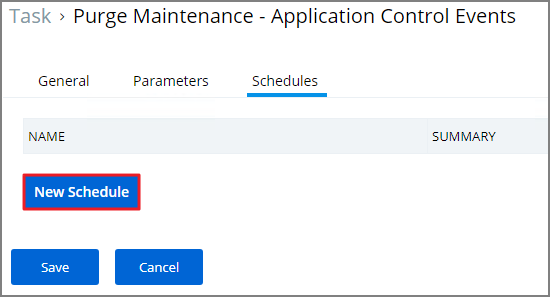 Task › Purge Maintenance - Application Control Events
General Parameters Schedules
NAME SUMMARY
New Schedule
Save Cancel